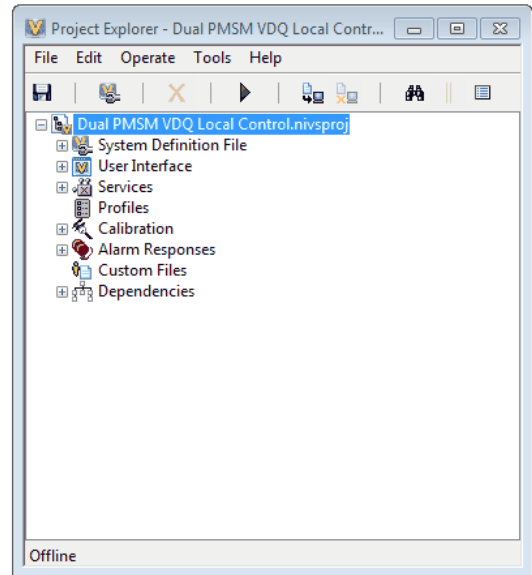 Project Explorer - Dual PMSM VDQ Local Contr...
File Edit Operate Tools Help
Dual PMSM VDQ Local Control.nivsproj
System Definition File
User Interface
Services
Profiles
Calibration
Alarm Responses
Custom Files
Dependencies
Offline